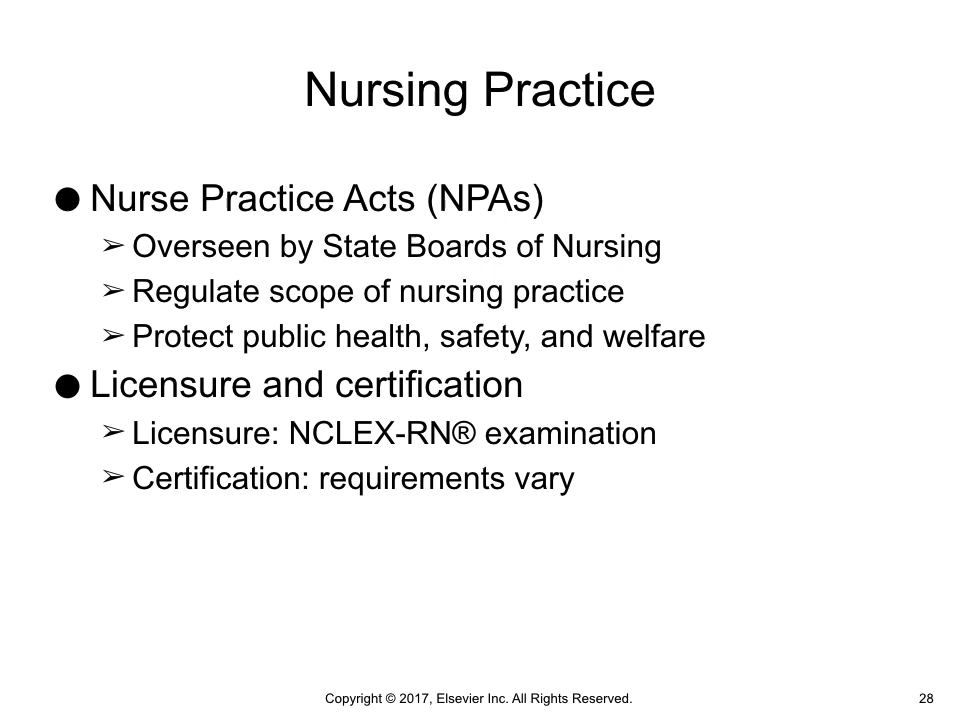 Nursing Practice
● Nurse Practice Acts (NPAs)
➢ Overseen by State Boards of Nursing
➢ Regulate scope of nursing practice
➢ Protect public health, safety, and welfare
● Licensure and certification
➢ Licensure: NCLEX-RN® examination
➢ Certification: requirements vary
Copyright © 2017, Elsevier Inc. All Rights Reserved. 28